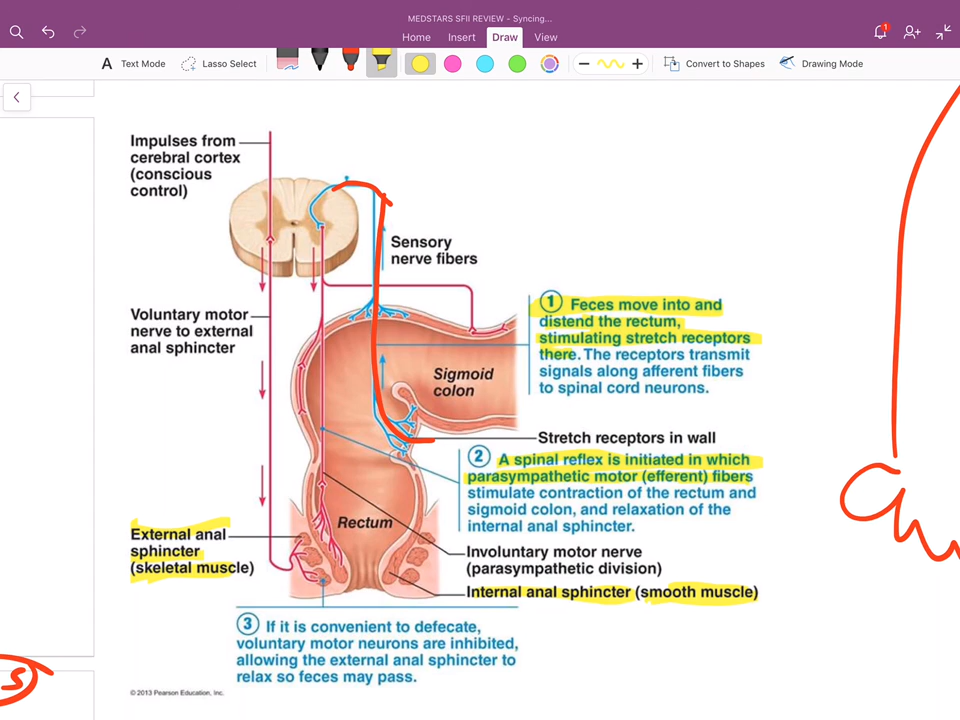 MEDSTARS SFII REVIEW - Syncing...
Home Insert Draw View
1
A Text Mode Lasso Select Convert to Shapes Drawing Mode
Impulses from
cerebral cortex
(conscious
control)
Sensory
nerve fibers
Voluntary motor
nerve to external
anal sphincter
1 Feces move into and
distend the rectum,
stimulating stretch receptors
there. The receptors transmit
signals along afferent fibers
to spinal cord neurons.
Sigmoid
colon
Stretch receptors in wall
2 A spinal reflex is initiated in which
parasympathetic motor (efferent) fibers
stimulate contraction of the rectum and
sigmoid colon, and relaxation of the
internal anal sphincter.
Rectum
External anal
sphincter
(skeletal muscle)
Involuntary motor nerve
(parasympathetic division)
Internal anal sphincter (smooth muscle)
3 If it is convenient to defecate,
voluntary motor neurons are inhibited,
allowing the external anal sphincter to
relax so feces may pass.
S
© 2013 Pearson Education, Inc.